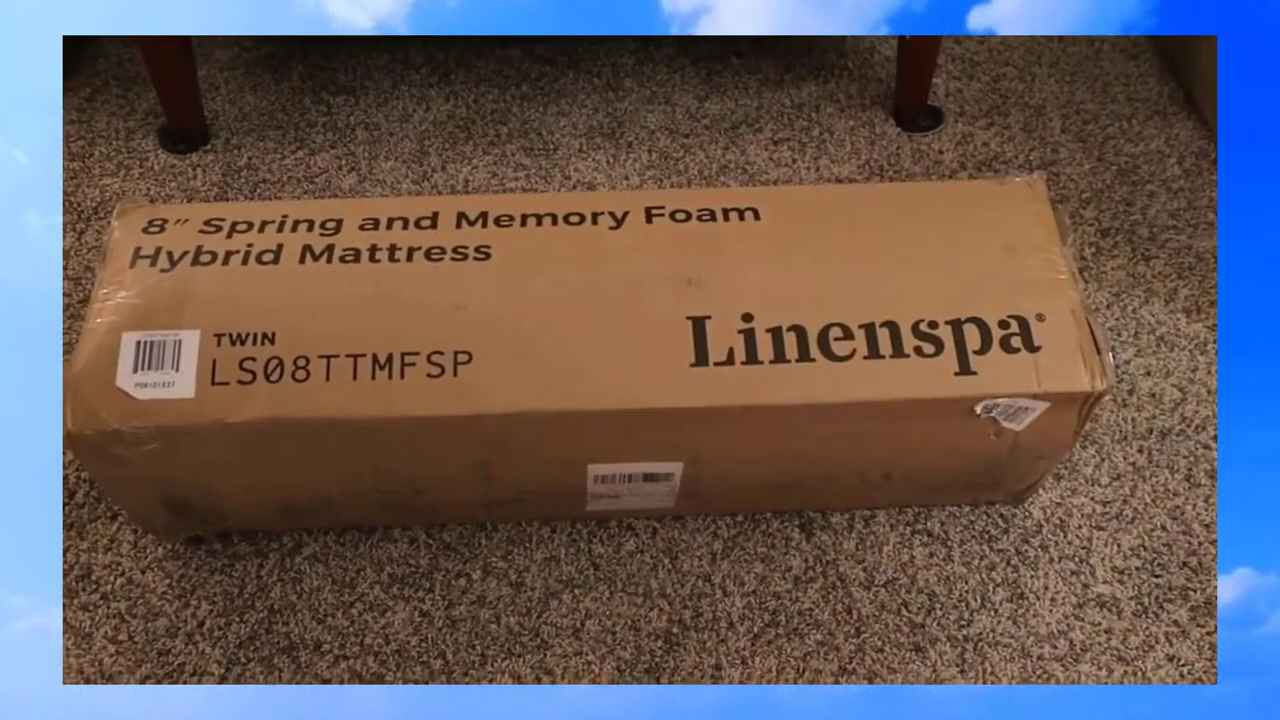 8″ Spring and Memory Foam
Hybrid Mattress
TWIN
LS08TTMFSP
Linenspa®